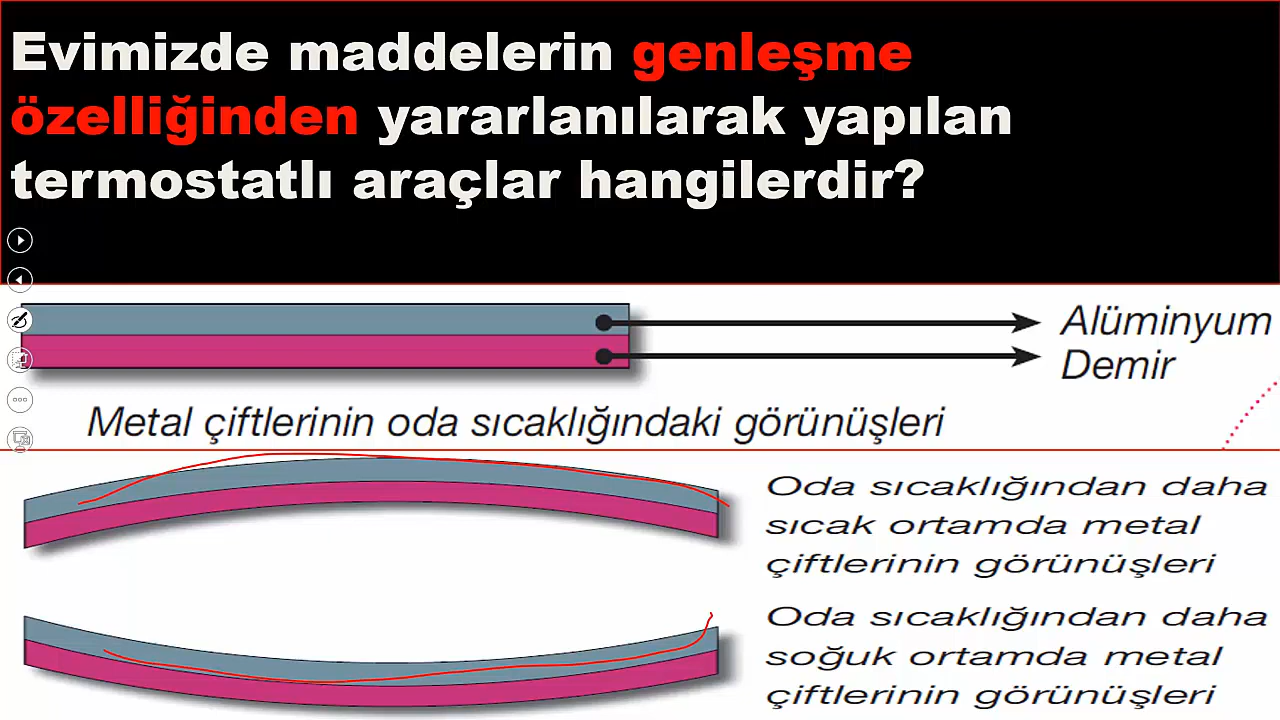 Evimizde maddelerin genleşme
özelliğinden yararlanılarak yapılan
termostatlı araçlar hangilerdir?
Alüminyum
Demir
Metal çiftlerinin oda sıcaklığındaki görünüşleri
Oda sıcaklığından daha
sıcak ortamda metal
çiftlerinin görünüşleri
Oda sıcaklığından daha
soğuk ortamda metal
çiftlerinin görünüşleri